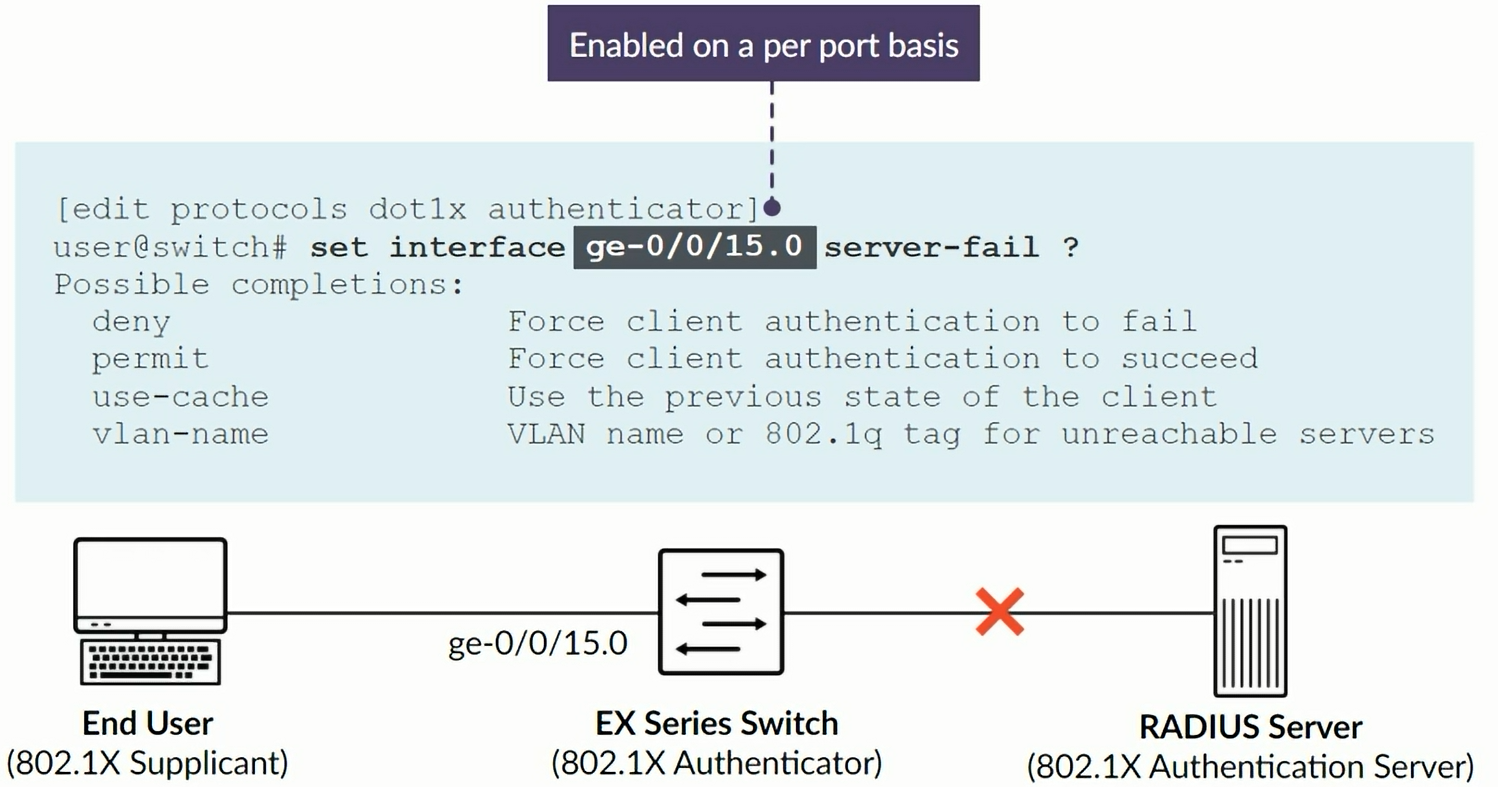 Enabled on a per port basis
[edit protocols dot1x authenticator]
user@switch# set interface ge-0/0/15.0 server-fail ?
Possible completions:
  deny                 Force client authentication to fail
  permit               Force client authentication to succeed
  use-cache            Use the previous state of the client
  vlan-name            VLAN name or 802.1q tag for unreachable servers
ge-0/0/15.0
End User
(802.1X Supplicant)
EX Series Switch
(802.1X Authenticator)
RADIUS Server
(802.1X Authentication Server)